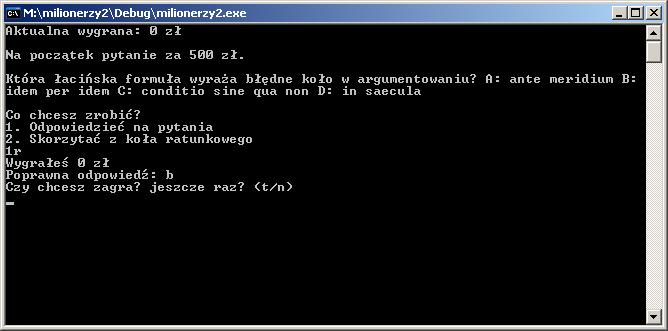 M:\milionerzy2\Debug\milionerzy2.exe
Aktualna wygrana: 0 zł
Na początek pytanie za 500 zł.
Która łacińska formuła wyraża błędne koło w argumentowaniu? A: ante meridium B:
idem per idem C: conditio sine qua non D: in saecula
Co chcesz zrobić?
1. Odpowiedzieć na pytania
2. Skorzytać z koła ratunkowego
1r
Wygrałeś 0 zł
Poprawna odpowiedź: b
Czy chcesz zagra? jeszcze raz? (t/n)